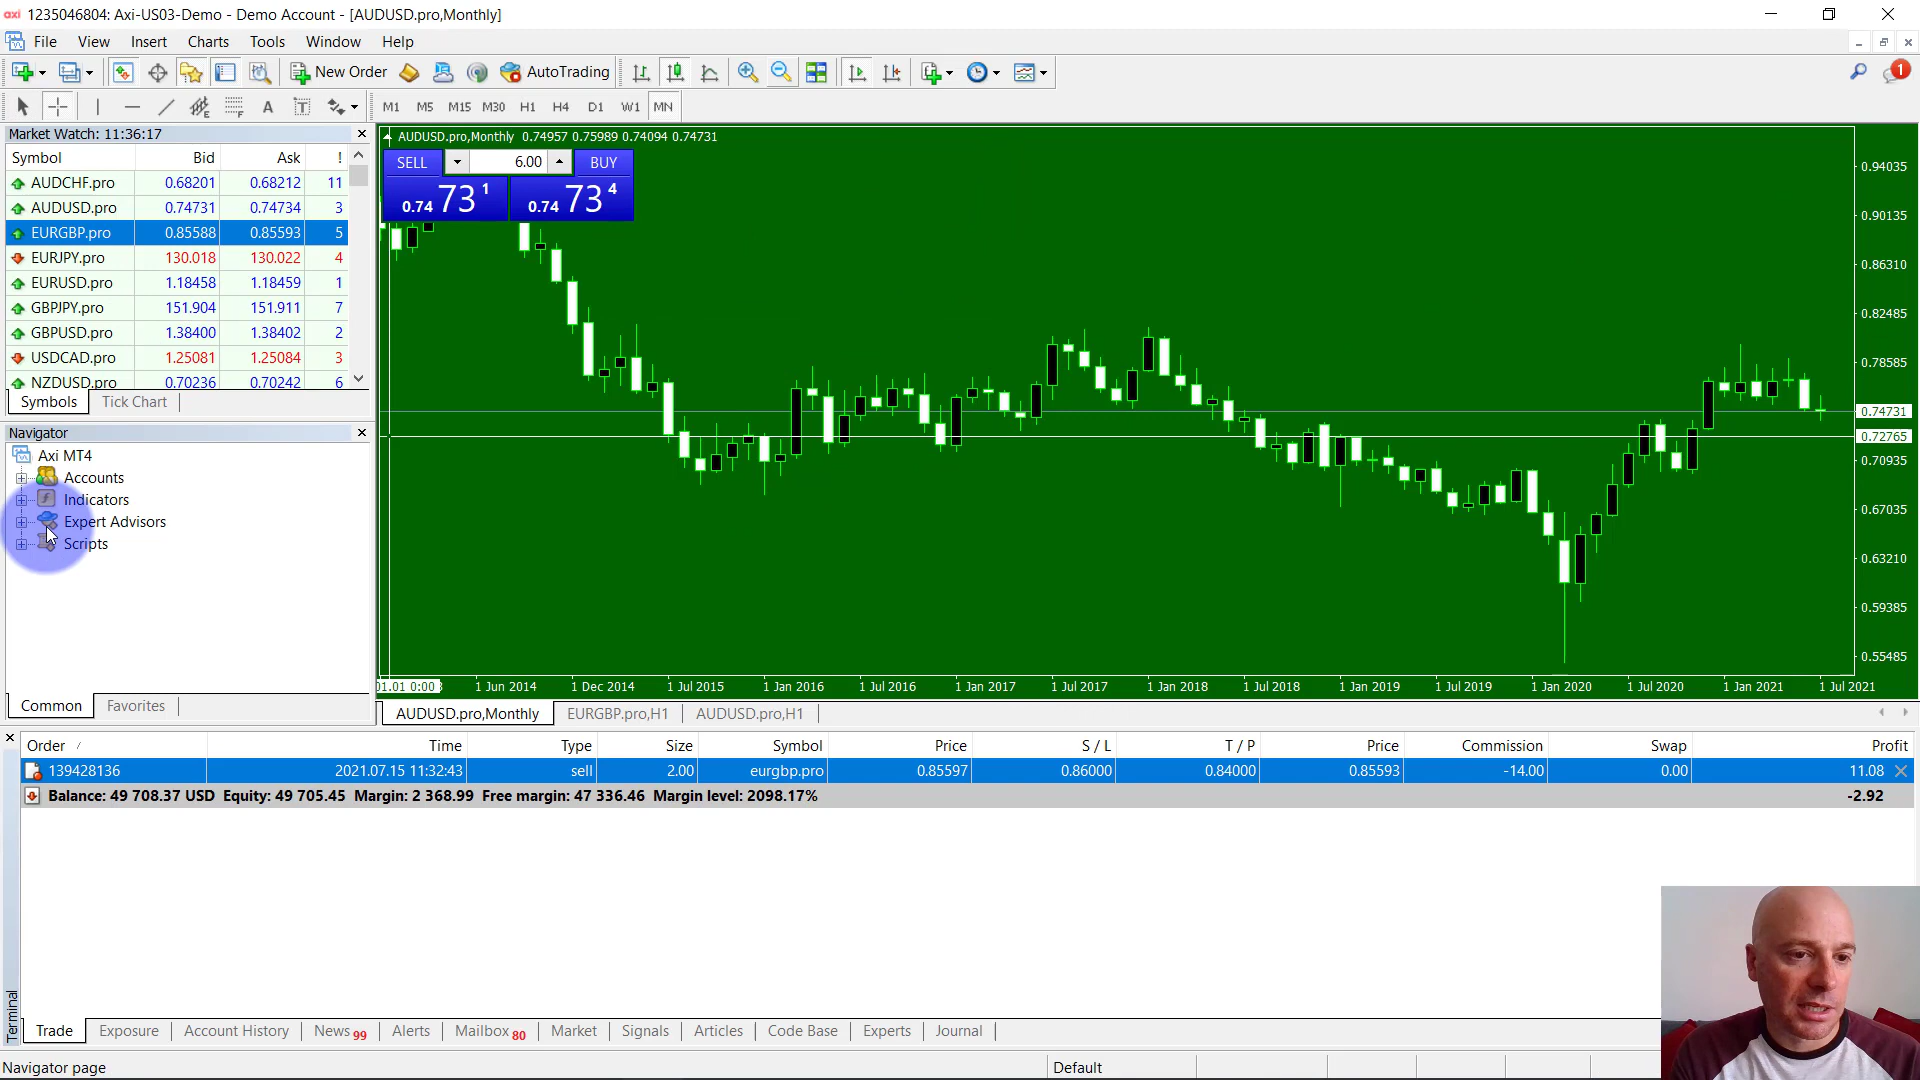 axi 1235046804: Axi-US03-Demo - Demo Account - [AUDUSD.pro,Monthly]
File View Insert Charts Tools Window Help
New Order AutoTrading 1
A T M1 M5 M15 M30 H1 H4 D1 W1 MN
Market Watch: 11:36:17
Symbol Bid Ask !
AUDCHF.pro 0.68201 0.68212 11
AUDUSD.pro 0.74731 0.74734 3
EURGBP.pro 0.85588 0.85593 5
EURJPY.pro 130.018 130.022 4
EURUSD.pro 1.18458 1.18459 1
GBPJPY.pro 151.904 151.911 7
GBPUSD.pro 1.38400 1.38402 2
USDCAD.pro 1.25081 1.25084 3
NZDUSD.pro 0.70236 0.70242 6
Symbols Tick Chart
Navigator
Axi MT4
Accounts
Indicators
Expert Advisors
Scripts
Common Favorites
AUDUSD.pro,Monthly 0.74957 0.75989 0.74094 0.74731
SELL 6.00 BUY
0.74 73 1 0.74 73 4
0.94035
0.90135
0.86310
0.82485
0.78585
0.74731
0.72765
0.70935
0.67035
0.63210
0.59385
0.55485
01.01 0:00 1 Jun 2014 1 Dec 2014 1 Jul 2015 1 Jan 2016 1 Jul 2016 1 Jan 2017 1 Jul 2017 1 Jan 2018 1 Jul 2018 1 Jan 2019 1 Jul 2019 1 Jan 2020 1 Jul 2020 1 Jan 2021 1 Jul 2021
AUDUSD.pro,Monthly EURGBP.pro,H1 AUDUSD.pro,H1
Order / Time Type Size Symbol Price S / L T / P Price Commission Swap Profit
139428136 2021.07.15 11:32:43 sell 2.00 eurgbp.pro 0.85597 0.86000 0.84000 0.85593 -14.00 0.00 11.08
Balance: 49 708.37 USD Equity: 49 705.45 Margin: 2 368.99 Free margin: 47 336.46 Margin level: 2098.17% -2.92
Terminal
Trade Exposure Account History News 99 Alerts Mailbox 80 Market Signals Articles Code Base Experts Journal
Navigator page Default